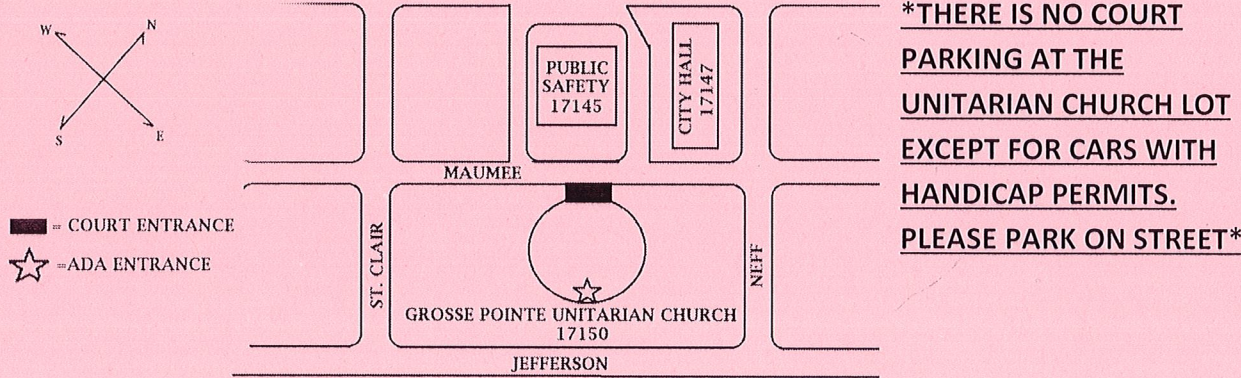 W
N
S
E
= COURT ENTRANCE
=ADA ENTRANCE
PUBLIC
SAFETY
17145
CITY HALL
17147
MAUMEE
ST. CLAIR
NEFF
GROSSE POINTE UNITARIAN CHURCH
17150
JEFFERSON
*THERE IS NO COURT
PARKING AT THE
UNITARIAN CHURCH LOT
EXCEPT FOR CARS WITH
HANDICAP PERMITS.
PLEASE PARK ON STREET*